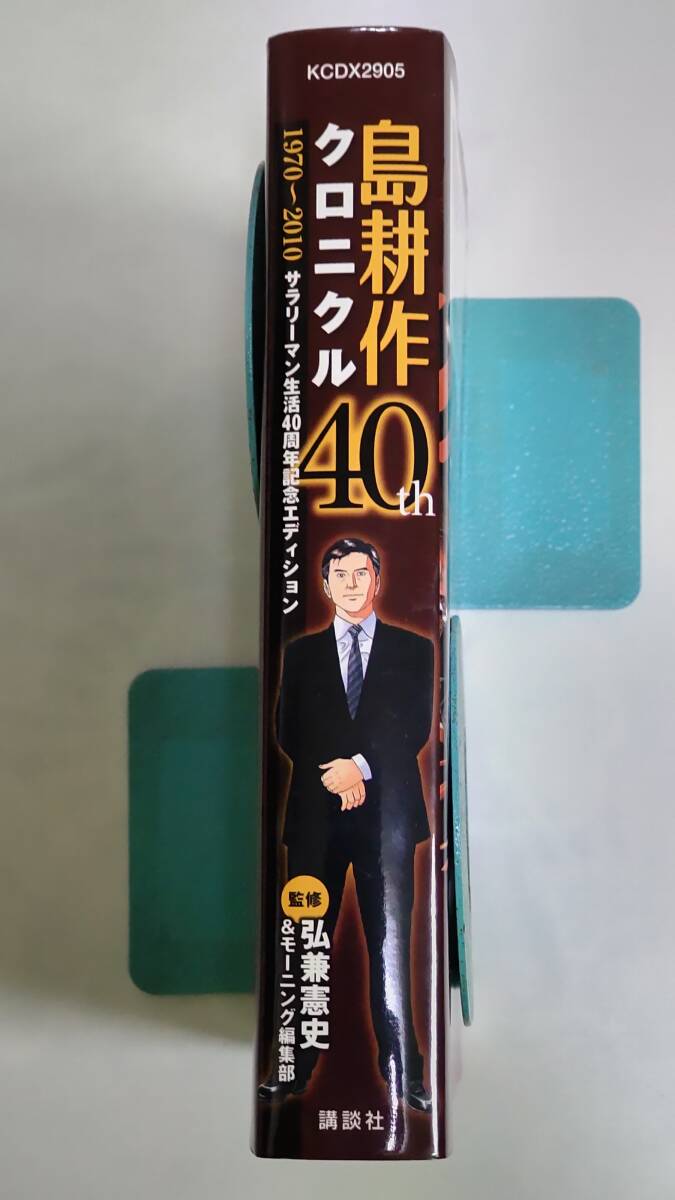 KCDX2905
島耕作
クロニクル
1970～2010
サラリーマン生活40周年記念エディション
40th
監修
弘兼憲史
&モーニング編集部
講談社